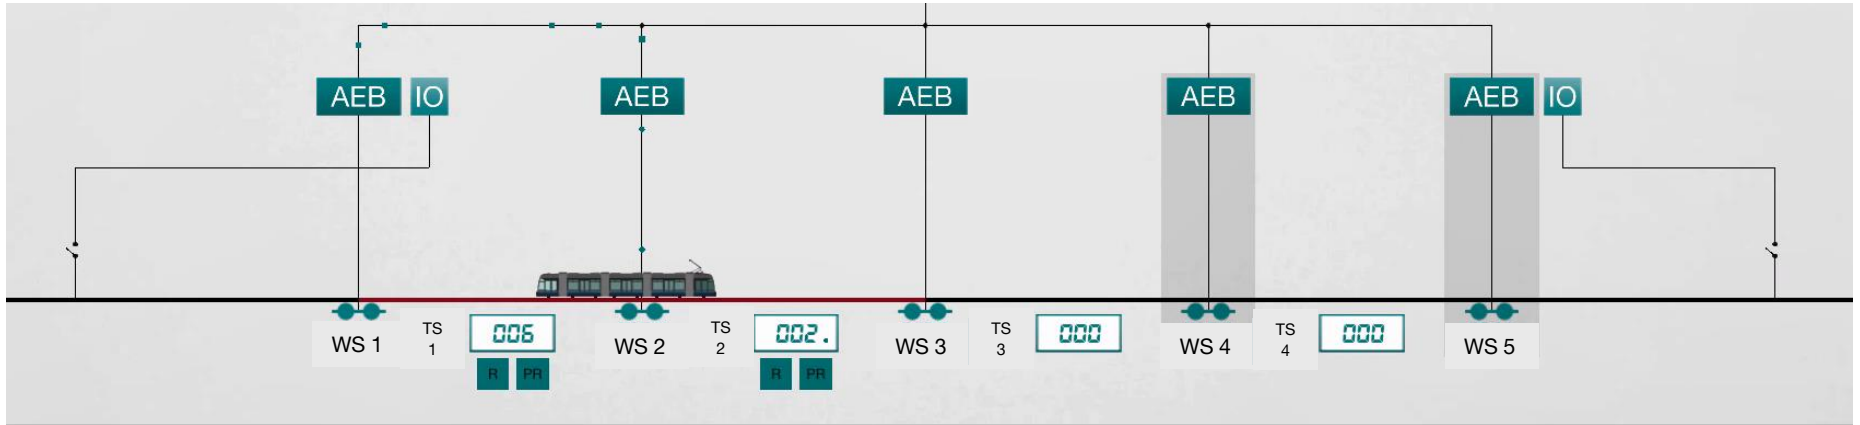 AEB IO AEB AEB AEB AEB IO
WS 1 TS 1 006 WS 2 TS 2 002. WS 3 TS 3 000 WS 4 TS 4 000 WS 5
R PR R PR